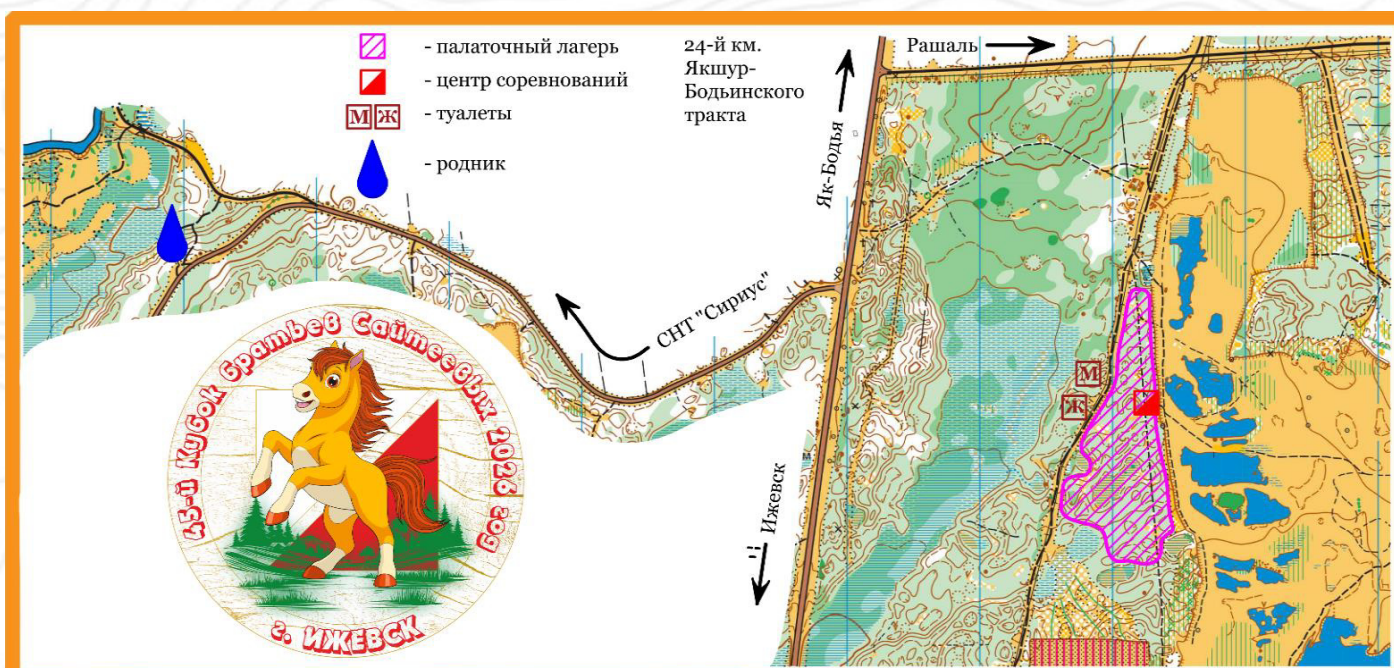 - палаточный лагерь
- центр соревнований
М Ж - туалеты
- родник
24-й км.
Якшур-
Бодьинского
тракта
Рашаль
Як-Бодья
СНТ "Сириус"
М
Ж
Ижевск
45-й Кубок братьев Сайтеевых 2026 год
г. ИЖЕВСК